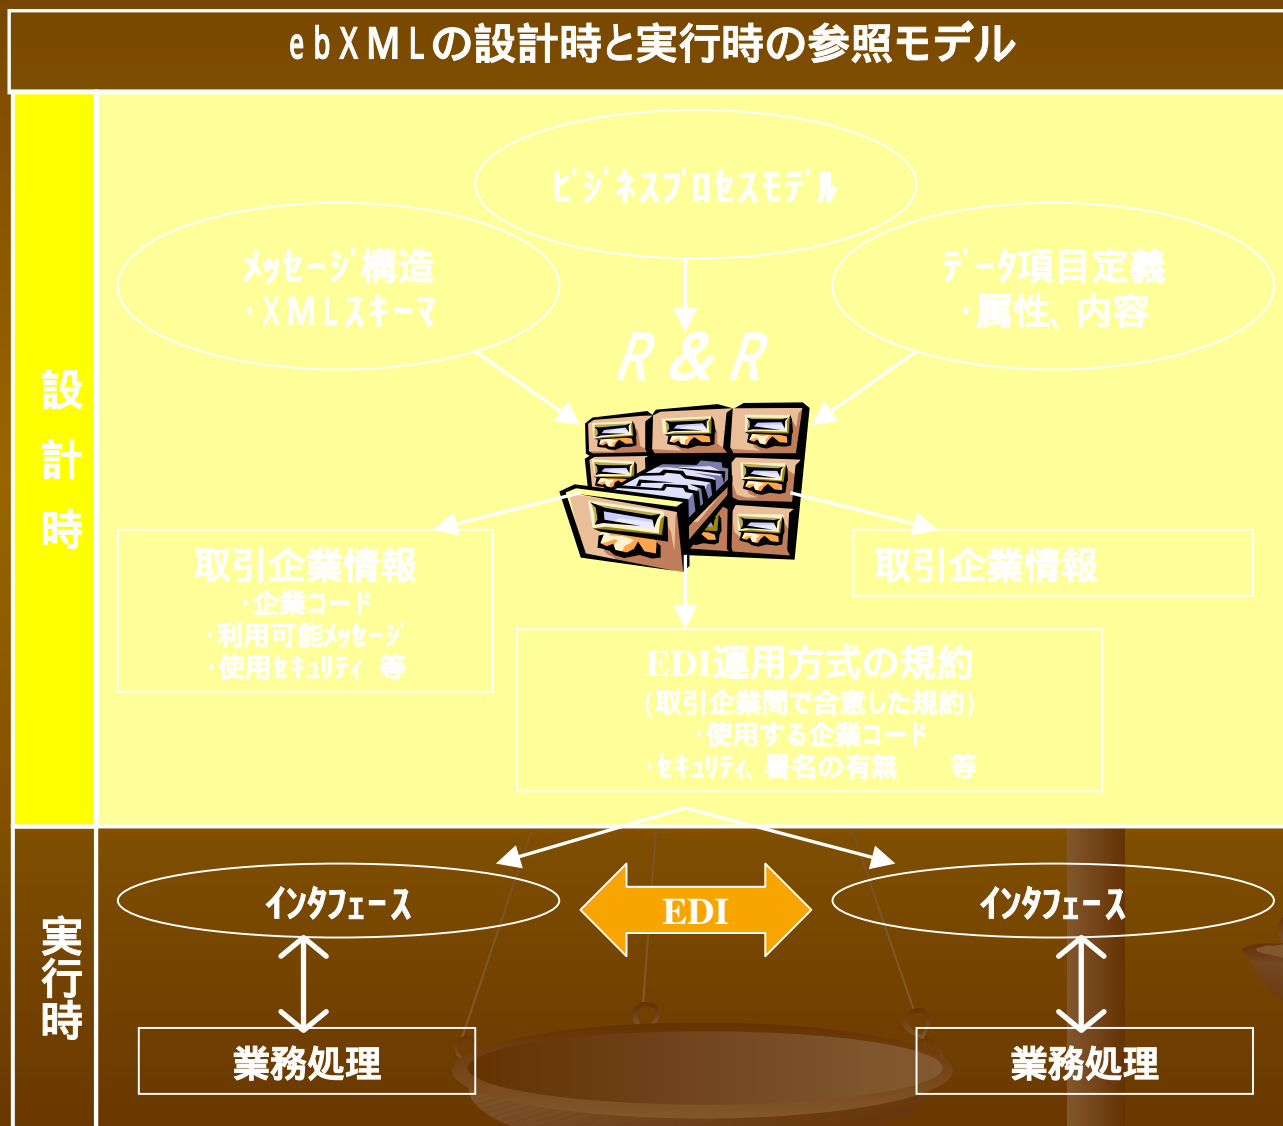 ebXMLの設計時と実行時の参照モデル
ビジネスプロセスモデル
メッセージ構造
・XMLスキーマ
データ項目定義
・属性、内容
R&R
設計時
取引企業情報
・企業コード
・利用可能メッセージ
・使用セキュリティ 等
取引企業情報
EDI運用方式の規約
(取引企業間で合意した規約)
・使用する企業コード
・セキュリティ、署名の有無 等
実行時
インタフェース
EDI
インタフェース
業務処理
業務処理